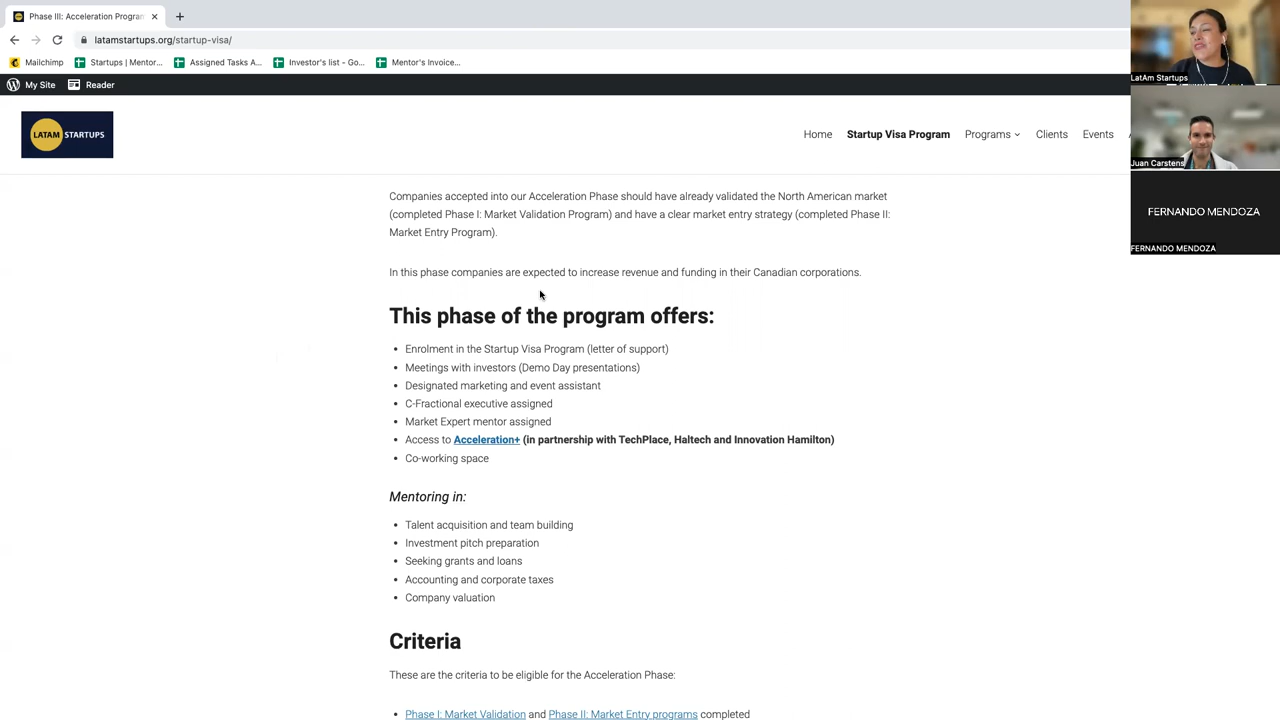 Phase III: Acceleration Program
latamstartups.org/startup-visa/
Mailchimp
Startups | Mentor...
Assigned Tasks A...
Investor's list - Go...
Mentor's Invoice...
My Site
Reader
LATAM STARTUPS
Home
Startup Visa Program
Programs
Clients
Events
LatAm Startups
Juan Carstens
FERNANDO MENDOZA
FERNANDO MENDOZA
Companies accepted into our Acceleration Phase should have already validated the North American market
(completed Phase I: Market Validation Program) and have a clear market entry strategy (completed Phase II:
Market Entry Program).
In this phase companies are expected to increase revenue and funding in their Canadian corporations.
This phase of the program offers:
• Enrolment in the Startup Visa Program (letter of support)
• Meetings with investors (Demo Day presentations)
• Designated marketing and event assistant
• C-Fractional executive assigned
• Market Expert mentor assigned
• Access to Acceleration+ (in partnership with TechPlace, Haltech and Innovation Hamilton)
• Co-working space
Mentoring in:
• Talent acquisition and team building
• Investment pitch preparation
• Seeking grants and loans
• Accounting and corporate taxes
• Company valuation
Criteria
These are the criteria to be eligible for the Acceleration Phase:
• Phase I: Market Validation and Phase II: Market Entry programs completed